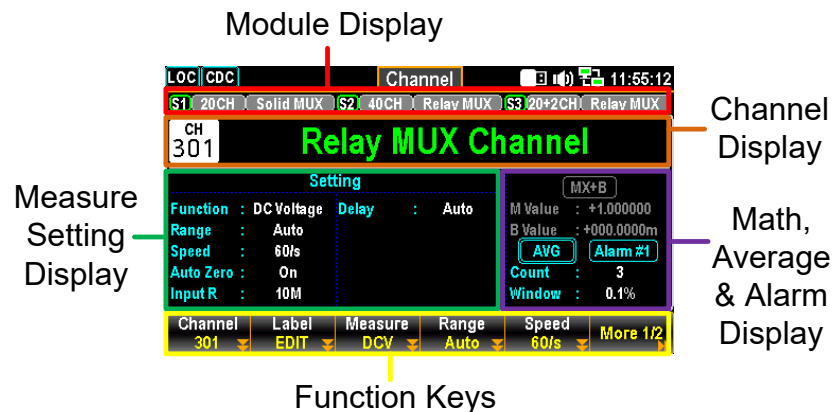 Module Display
LOC CDC Channel 11:55:12
S1 20CH Solid MUX S2 40CH Relay MUX S3 20+2CH Relay MUX
CH 301 Relay MUX Channel
Channel Display
Measure Setting Display
Setting
Function : DC Voltage Delay : Auto
Range : Auto
Speed : 60/s
Auto Zero : On
Input R : 10M
MX+B
M Value : +1.000000
B Value : +000.0000m
AVG Alarm #1
Count : 3
Window : 0.1%
Math, Average & Alarm Display
Channel Label Measure Range Speed More 1/2
301 EDIT DCV Auto 60/s
Function Keys